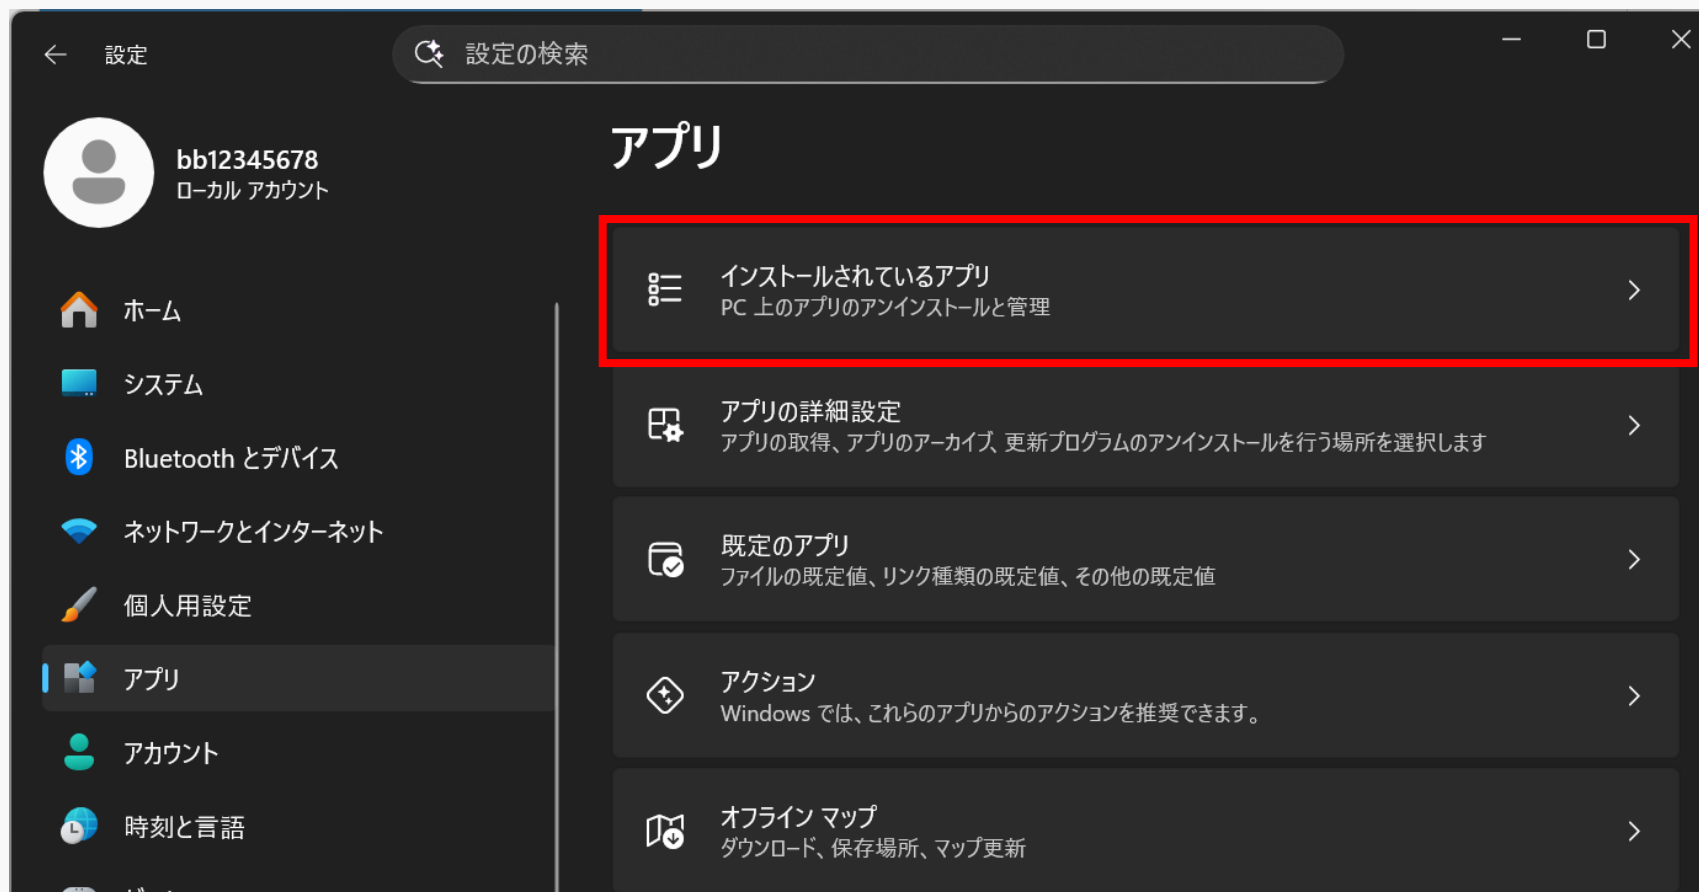 設定
設定の検索
bb12345678
ローカル アカウント
ホーム
システム
Bluetooth とデバイス
ネットワークとインターネット
個人用設定
アプリ
アカウント
時刻と言語
アプリ
インストールされているアプリ
PC 上のアプリのアンインストールと管理
アプリの詳細設定
アプリの取得、アプリのアーカイブ、更新プログラムのアンインストールを行う場所を選択します
既定のアプリ
ファイルの既定値、リンク種類の既定値、その他の既定値
アクション
Windows では、これらのアプリからのアクションを推奨できます。
オフライン マップ
ダウンロード、保存場所、マップ更新